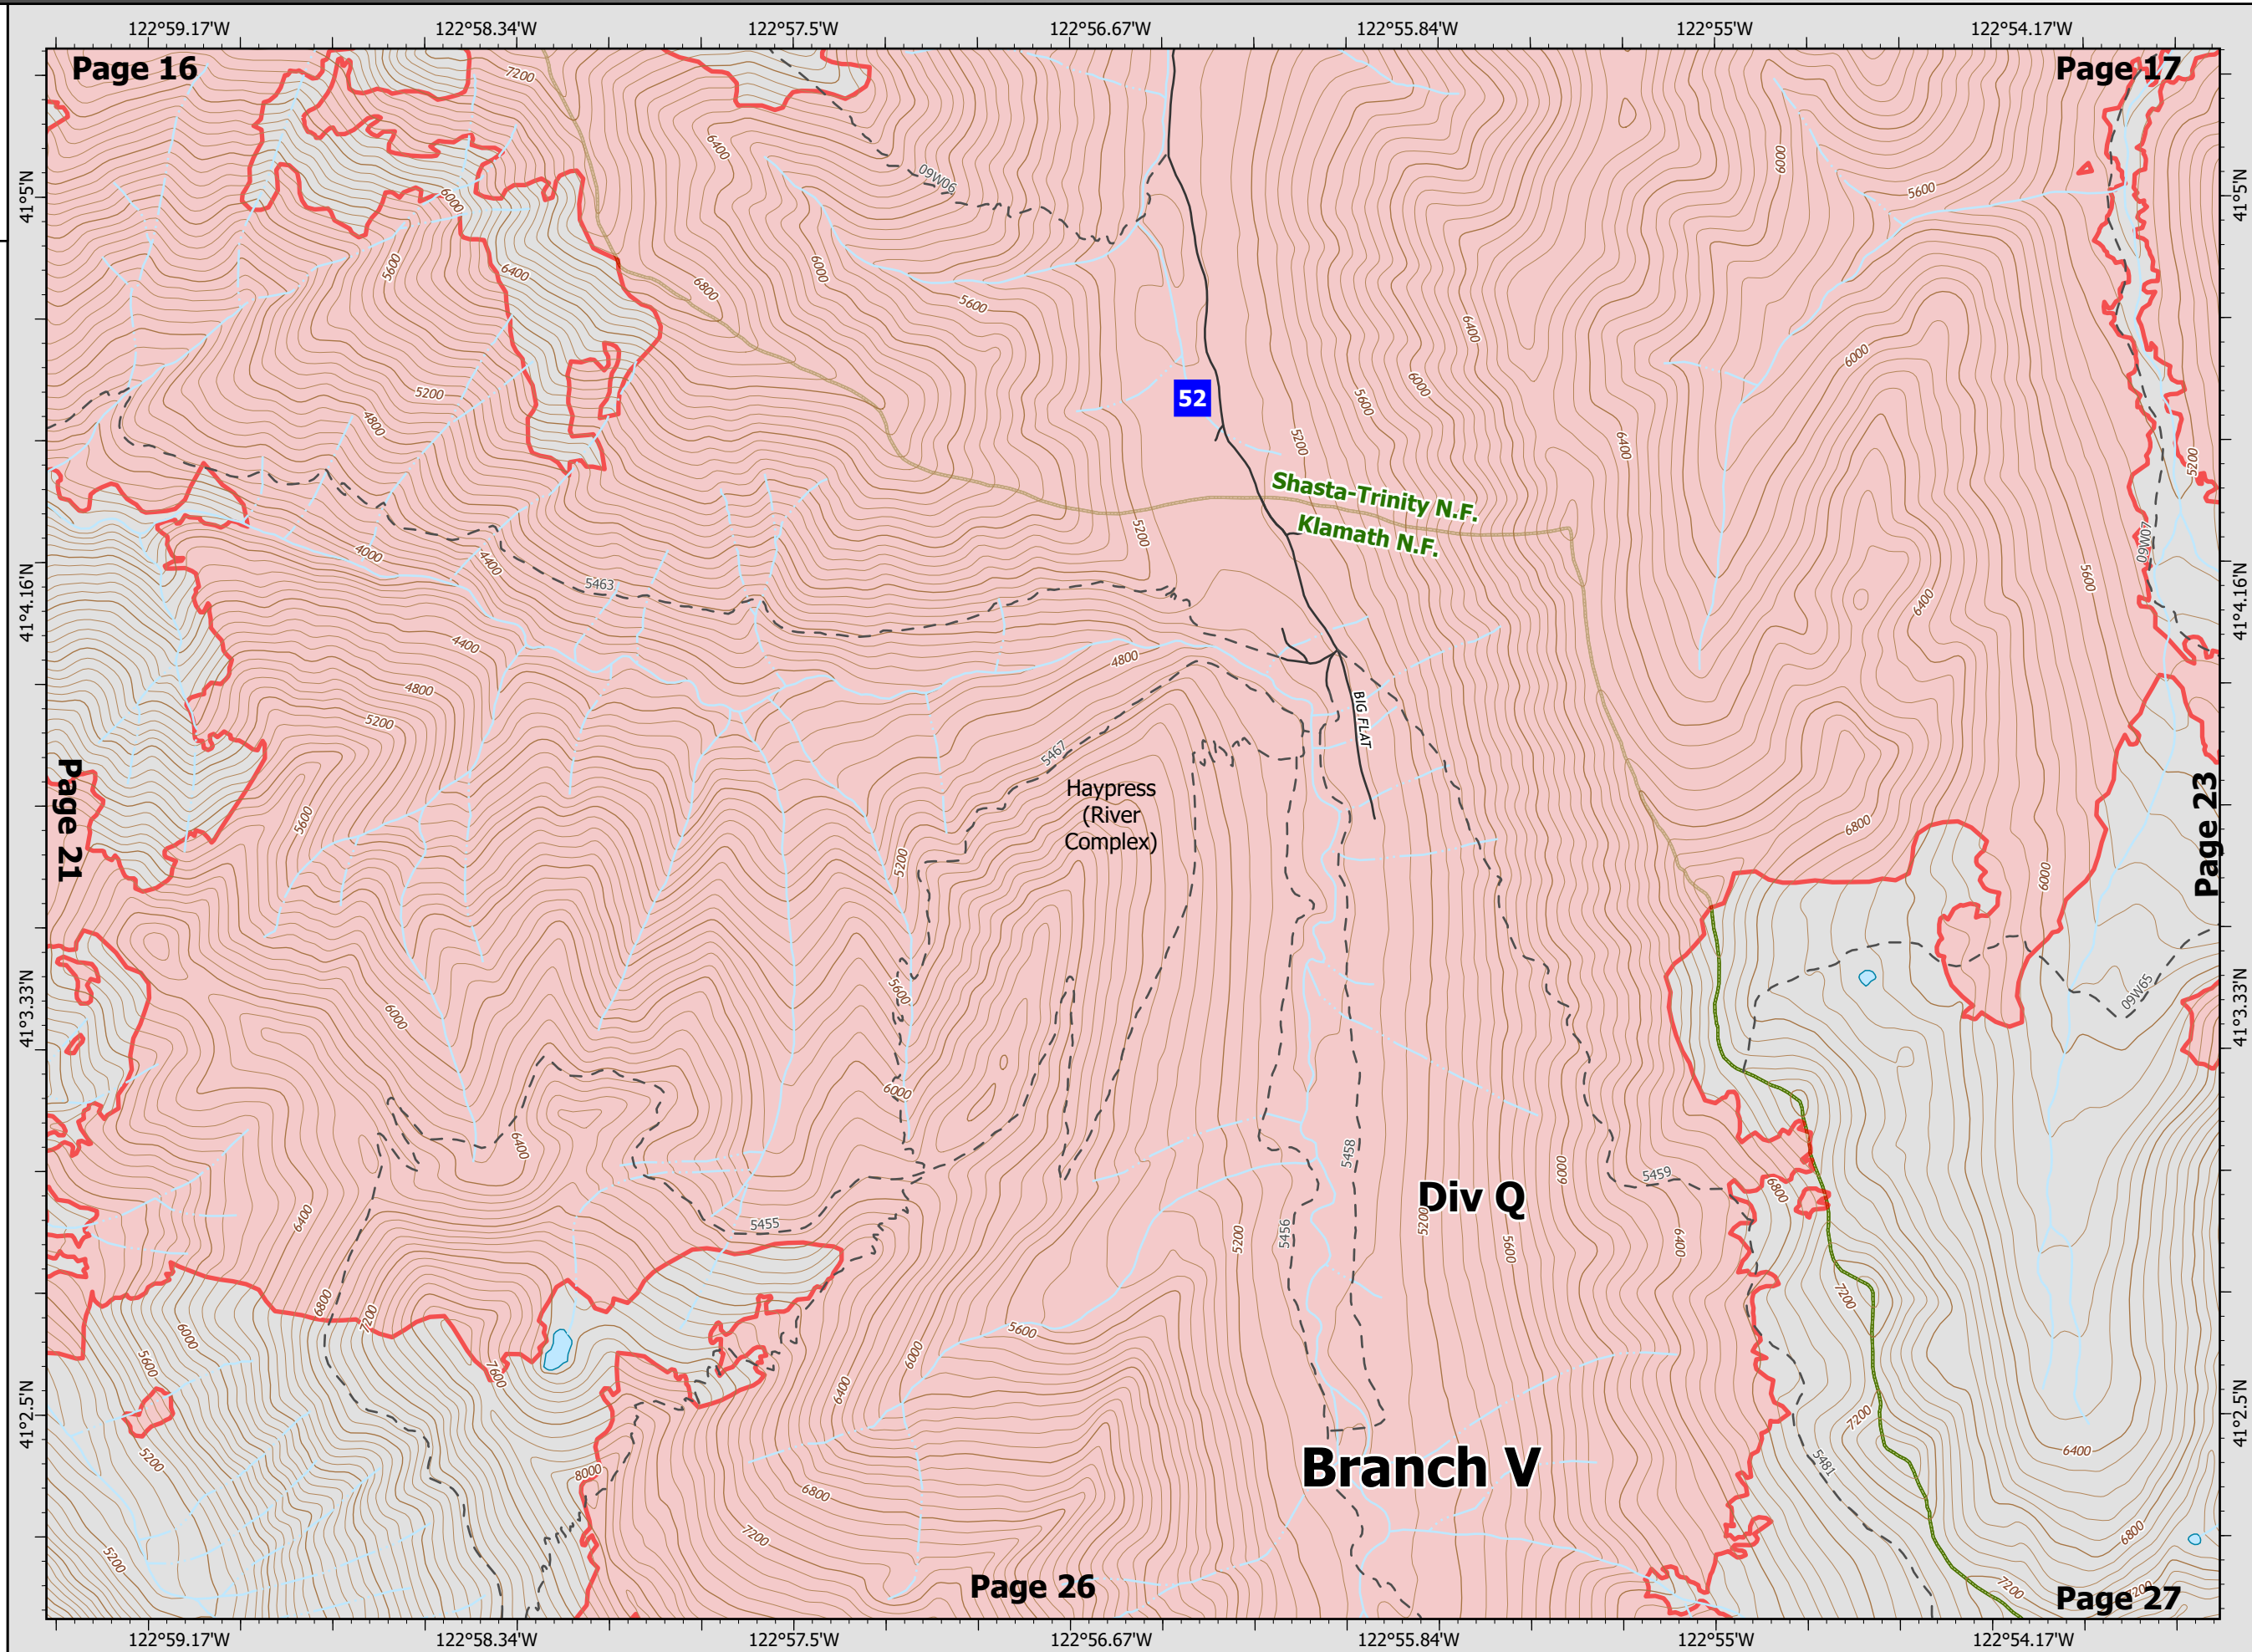 122°59.17'W 122°58.34'W 122°57.5'W 122°56.67'W 122°55.84'W 122°55'W 122°54.17'W
Page 16
Page 17
7200
6400
6000
09W06
5600
41°5'N
41°5'N
6000
5600
6400
6800
6000
5600
6400
6000
6000
5200
52
5600
4800
5200
6400
5200
Shasta-Trinity N.F.
Klamath N.F.
5200
09W07
4000
4400
5463
5600
6400
41°4.16'N
41°4.16'N
4400
4800
4800
5200
BIG FLAT
5467
Page 21
Page 23
Haypress
(River
Complex)
5600
6800
5200
6000
5600
09W65
41°3.33'N
41°3.33'N
6000
6000
6400
5458
6000
5459
6800
Div Q
6400
5455
5456
5200
5200
5600
6400
6800
7200
7200
6000
5600
5600
6000
7600
6400
41°2.5'N
41°2.5'N
7200
5200
6400
8000
Branch V
5481
6800
7200
6800
5200
Page 26
7200
7200
Page 27
122°59.17'W 122°58.34'W 122°57.5'W 122°56.67'W 122°55.84'W 122°55'W 122°54.17'W